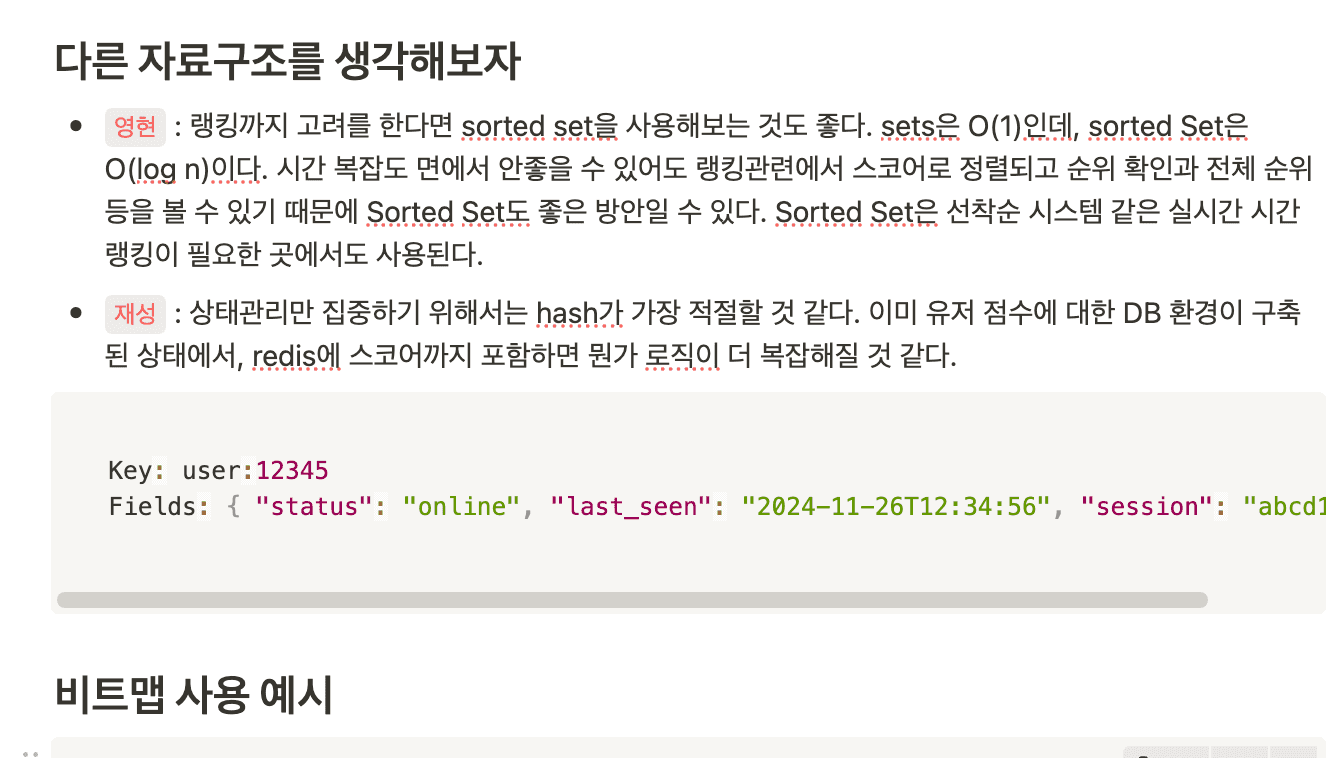 다른 자료구조를 생각해보자
• 영현 : 랭킹까지 고려를 한다면 sorted set을 사용해보는 것도 좋다. sets은 O(1)인데, sorted Set은
O(log n)이다. 시간 복잡도 면에서 안좋을 수 있어도 랭킹관련에서 스코어로 정렬되고 순위 확인과 전체 순위
등을 볼 수 있기 때문에 Sorted Set도 좋은 방안일 수 있다. Sorted Set은 선착순 시스템 같은 실시간 시간
랭킹이 필요한 곳에서도 사용된다.
• 재성 : 상태관리만 집중하기 위해서는 hash가 가장 적절할 것 같다. 이미 유저 점수에 대한 DB 환경이 구축
된 상태에서, redis에 스코어까지 포함하면 뭔가 로직이 더 복잡해질 것 같다.
Key: user:12345
Fields: { "status": "online", "last_seen": "2024-11-26T12:34:56", "session": "abcd1
비트맵 사용 예시